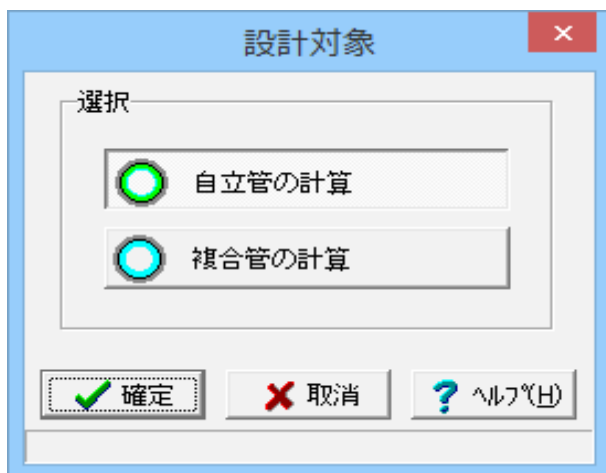 設計対象
選択
自立管の計算
複合管の計算
確定
取消
ﾍﾙﾌﾟ(H)